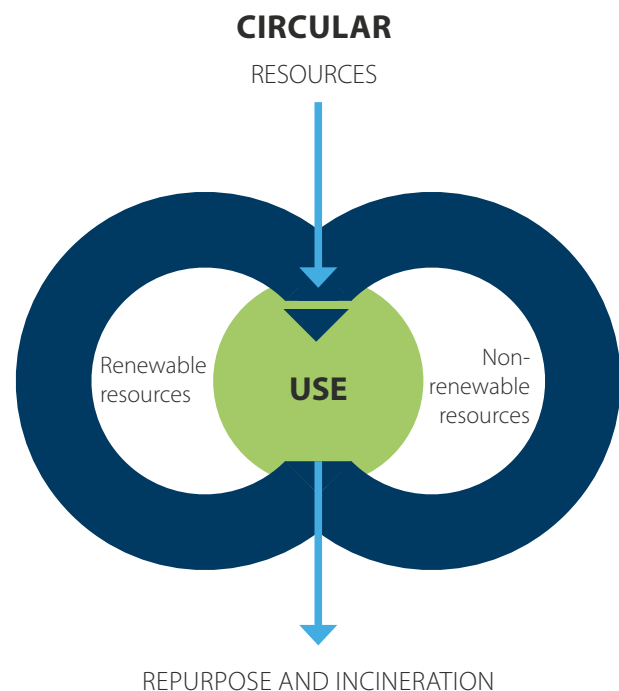 CIRCULAR
RESOURCES
Renewable
resources
USE
Non-
renewable
resources
REPURPOSE AND INCINERATION